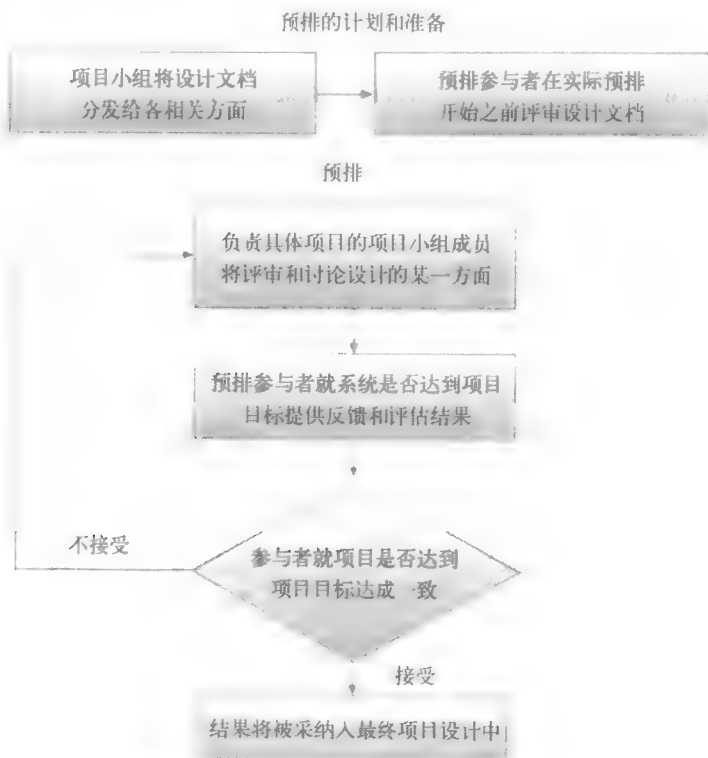 预排的计划和准备
项目小组将设计文档
分发给各相关方面
预排参与者在实际预排
开始之前评审设计文档
预排
负责具体项目的项目小组成员
将评审和讨论设计的某一方面
预排参与者就系统是否达到项目
目标提供反馈和评估结果
不接受
参与者就项目是否达到
项目目标达成一致
接受
结果将被采纳入最终项目设计中